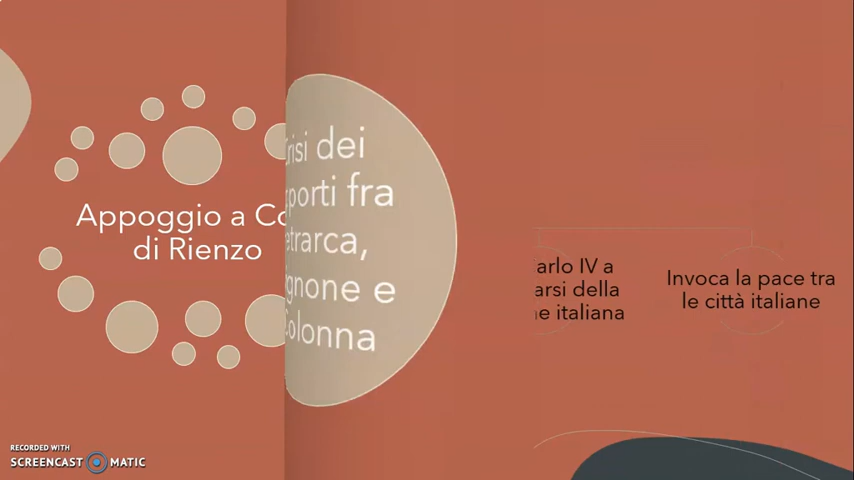 Appoggio a Co
di Rienzo
risi dei
porti fra
etrarca,
gnone e
Colonna
arlo IV a
arsi della
e italiana
Invoca la pace tra
le città italiane
RECORDED WITH
SCREENCAST MATIC